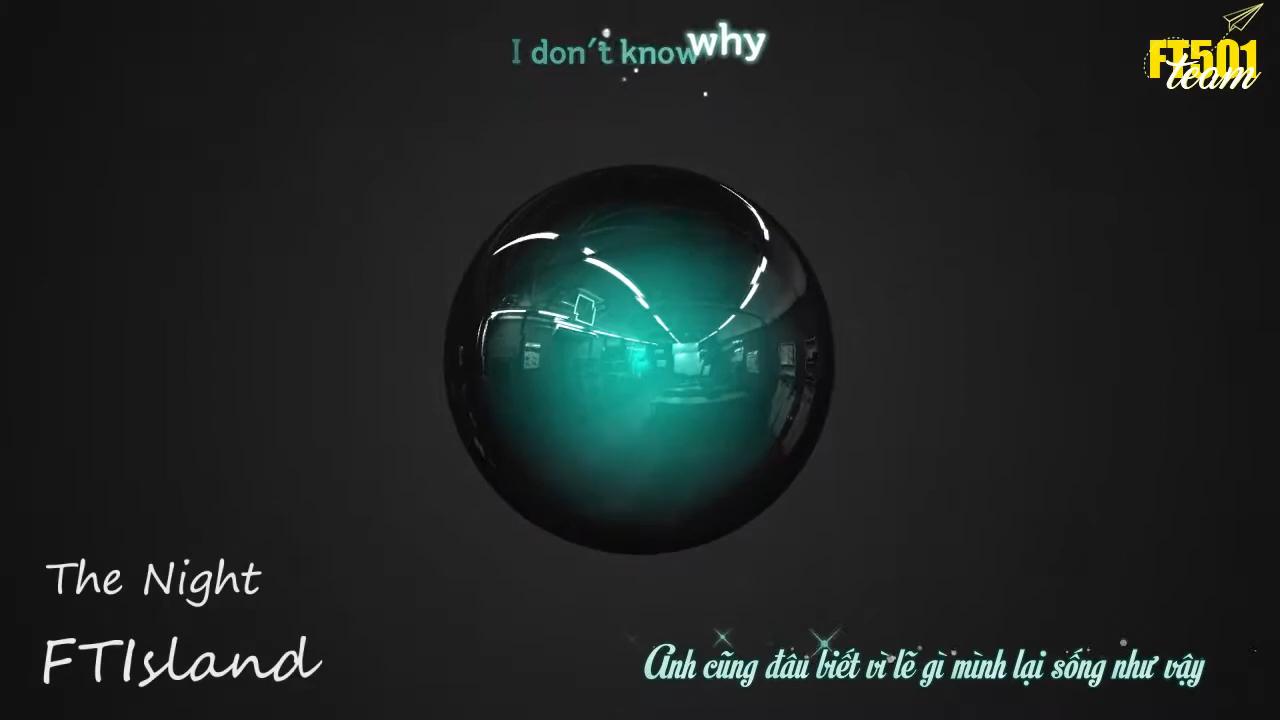 I don't know why
FT501
team
The Night
FTIsland
Anh cũng đâu biết vì lẽ gì mình lại sống như vậy